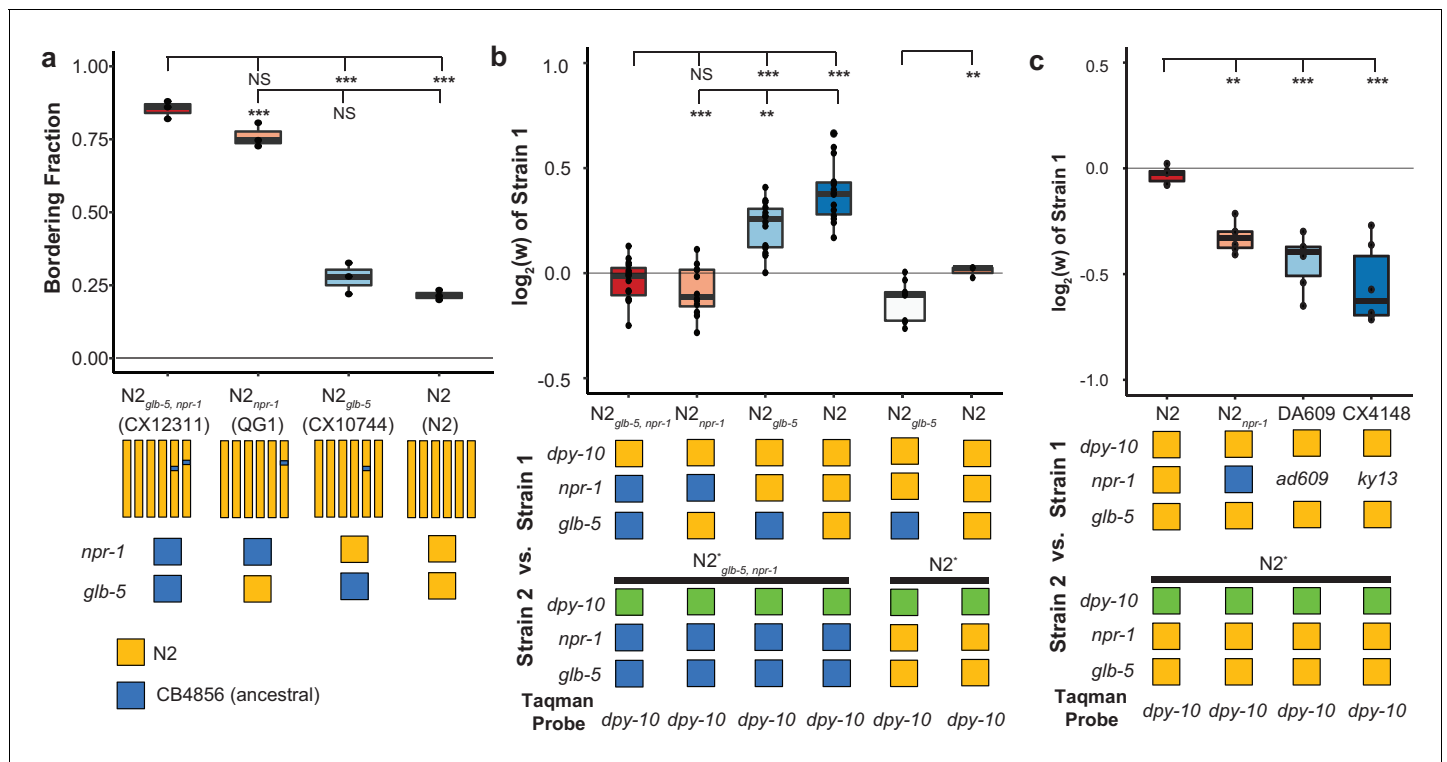 a
1.00
0.75
0.50
0.25
0.00
Bordering Fraction
NS *** ***
*** NS
N2glb-5, npr-1 N2npr-1 N2glb-5 N2
(CX12311) (QG1) (CX10744) (N2)
npr-1
glb-5
N2
CB4856 (ancestral)
b
1.0
0.5
0.0
-0.5
log2(w) of Strain 1
NS *** *** **
*** **
N2glb-5, npr-1 N2npr-1 N2glb-5 N2 N2glb-5 N2
Strain 2 vs. Strain 1
dpy-10
npr-1
glb-5
N2*glb-5, npr-1 N2*
dpy-10
npr-1
glb-5
Taqman
Probe
dpy-10 dpy-10 dpy-10 dpy-10 dpy-10 dpy-10
c
0.5
0.0
-0.5
-1.0
log2(w) of Strain 1
** *** ***
N2 N2npr-1 DA609 CX4148
Strain 2 vs. Strain 1
dpy-10
npr-1 ad609 ky13
glb-5
N2*
dpy-10
npr-1
glb-5
Taqman
Probe
dpy-10 dpy-10 dpy-10 dpy-10